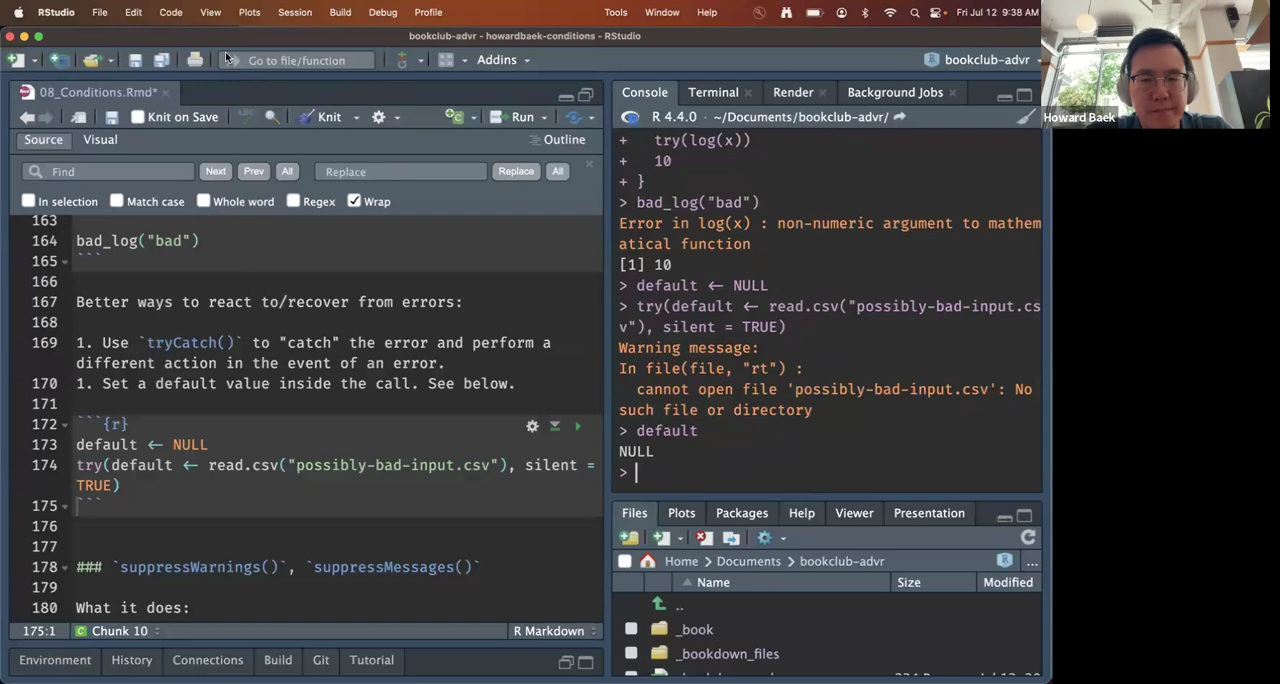 RStudio File Edit Code View Plots Session Build Debug Profile Tools Window Help Fri Jul 12 9:38 AM
bookclub-advr - howardbaek-conditions - RStudio
Go to file/function Addins bookclub-advr
08_Conditions.Rmd*
Knit on Save Knit Run
Source Visual Outline
Find Next Prev All Replace Replace All
In selection Match case Whole word Regex Wrap
163
164 bad_log("bad")
165 ```
166
167 Better ways to react to/recover from errors:
168
169 1. Use `tryCatch()` to "catch" the error and perform a
different action in the event of an error.
170 1. Set a default value inside the call. See below.
171
172 ```{r}
173 default <- NULL
174 try(default <- read.csv("possibly-bad-input.csv"), silent =
TRUE)
175 ```
176
177
178 ### `suppressWarnings()`, `suppressMessages()`
179
180 What it does:
175:1 Chunk 10 R Markdown
Environment History Connections Build Git Tutorial
Console Terminal Render Background Jobs
R 4.4.0 · ~/Documents/bookclub-advr/
+ try(log(x))
+ 10
+ }
> bad_log("bad")
Error in log(x) : non-numeric argument to mathem
atical function
[1] 10
> default <- NULL
> try(default <- read.csv("possibly-bad-input.cs
v"), silent = TRUE)
Warning message:
In file(file, "rt") :
cannot open file 'possibly-bad-input.csv': No
such file or directory
> default
NULL
>
Files Plots Packages Help Viewer Presentation
Home > Documents > bookclub-advr ...
Name Size Modified
..
_book
_bookdown_files
Howard Baek